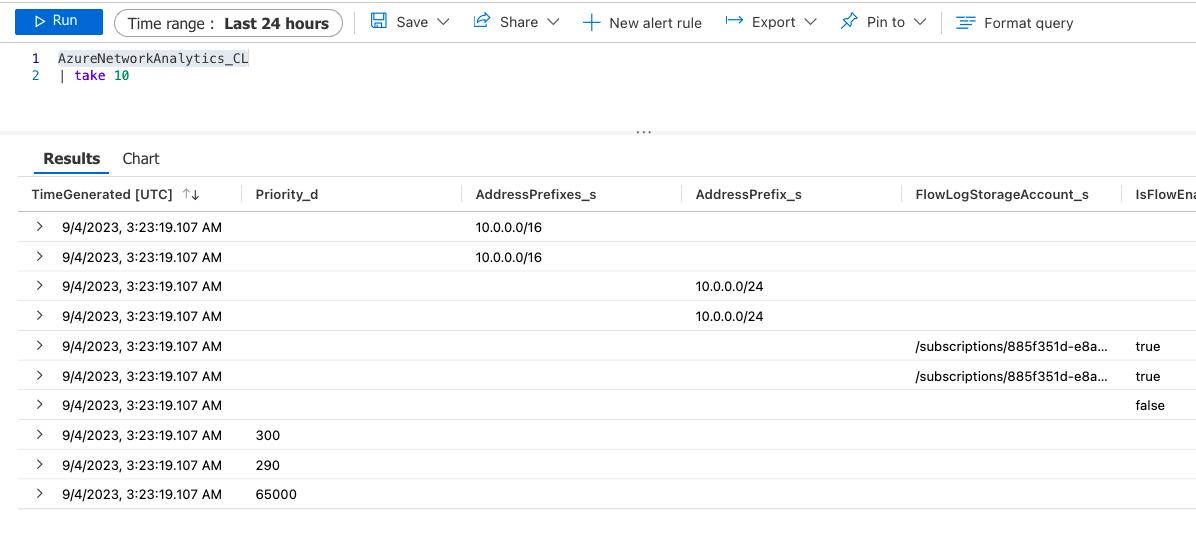 Run Time range : Last 24 hours Save Share New alert rule Export Pin to Format query
1 AzureNetworkAnalytics_CL
2 | take 10
...
Results Chart
TimeGenerated [UTC] ↑↓ Priority_d AddressPrefixes_s AddressPrefix_s FlowLogStorageAccount_s IsFlowEna
9/4/2023, 3:23:19.107 AM 10.0.0.0/16
9/4/2023, 3:23:19.107 AM 10.0.0.0/16
9/4/2023, 3:23:19.107 AM 10.0.0.0/24
9/4/2023, 3:23:19.107 AM 10.0.0.0/24
9/4/2023, 3:23:19.107 AM /subscriptions/885f351d-e8a... true
9/4/2023, 3:23:19.107 AM /subscriptions/885f351d-e8a... true
9/4/2023, 3:23:19.107 AM false
9/4/2023, 3:23:19.107 AM 300
9/4/2023, 3:23:19.107 AM 290
9/4/2023, 3:23:19.107 AM 65000